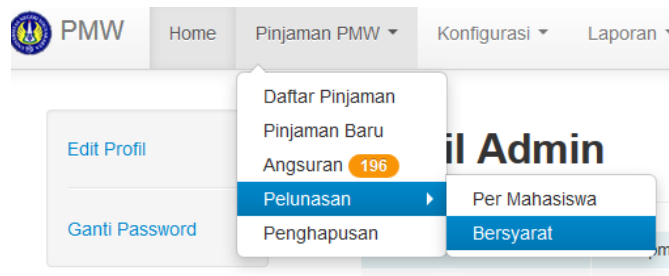 PMW Home Pinjaman PMW Konfigurasi Laporan
Daftar Pinjaman
Pinjaman Baru
Angsuran 196
Pelunasan
Penghapusan
Per Mahasiswa
Bersyarat
Edit Profil
Ganti Password
il Admin
pm